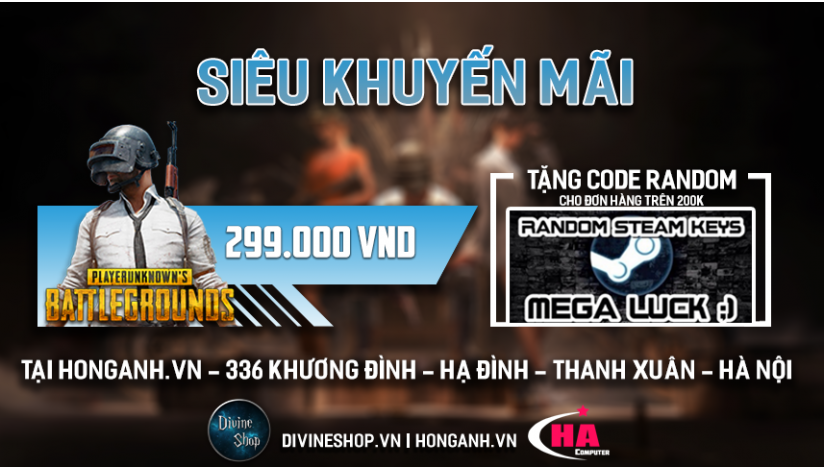 SIÊU KHUYẾN MÃI
TẶNG CODE RANDOM
CHO ĐƠN HÀNG TRÊN 200K
299.000 VND
RANDOM STEAM KEYS
PLAYERUNKNOWN'S
BATTLEGROUNDS
MEGA LUCK ;)
TẠI HONGANH.VN – 336 KHƯƠNG ĐÌNH – HẠ ĐÌNH – THANH XUÂN – HÀ NỘI
Divine
Shop
DIVINESHOP.VN | HONGANH.VN
HA
COMPUTER